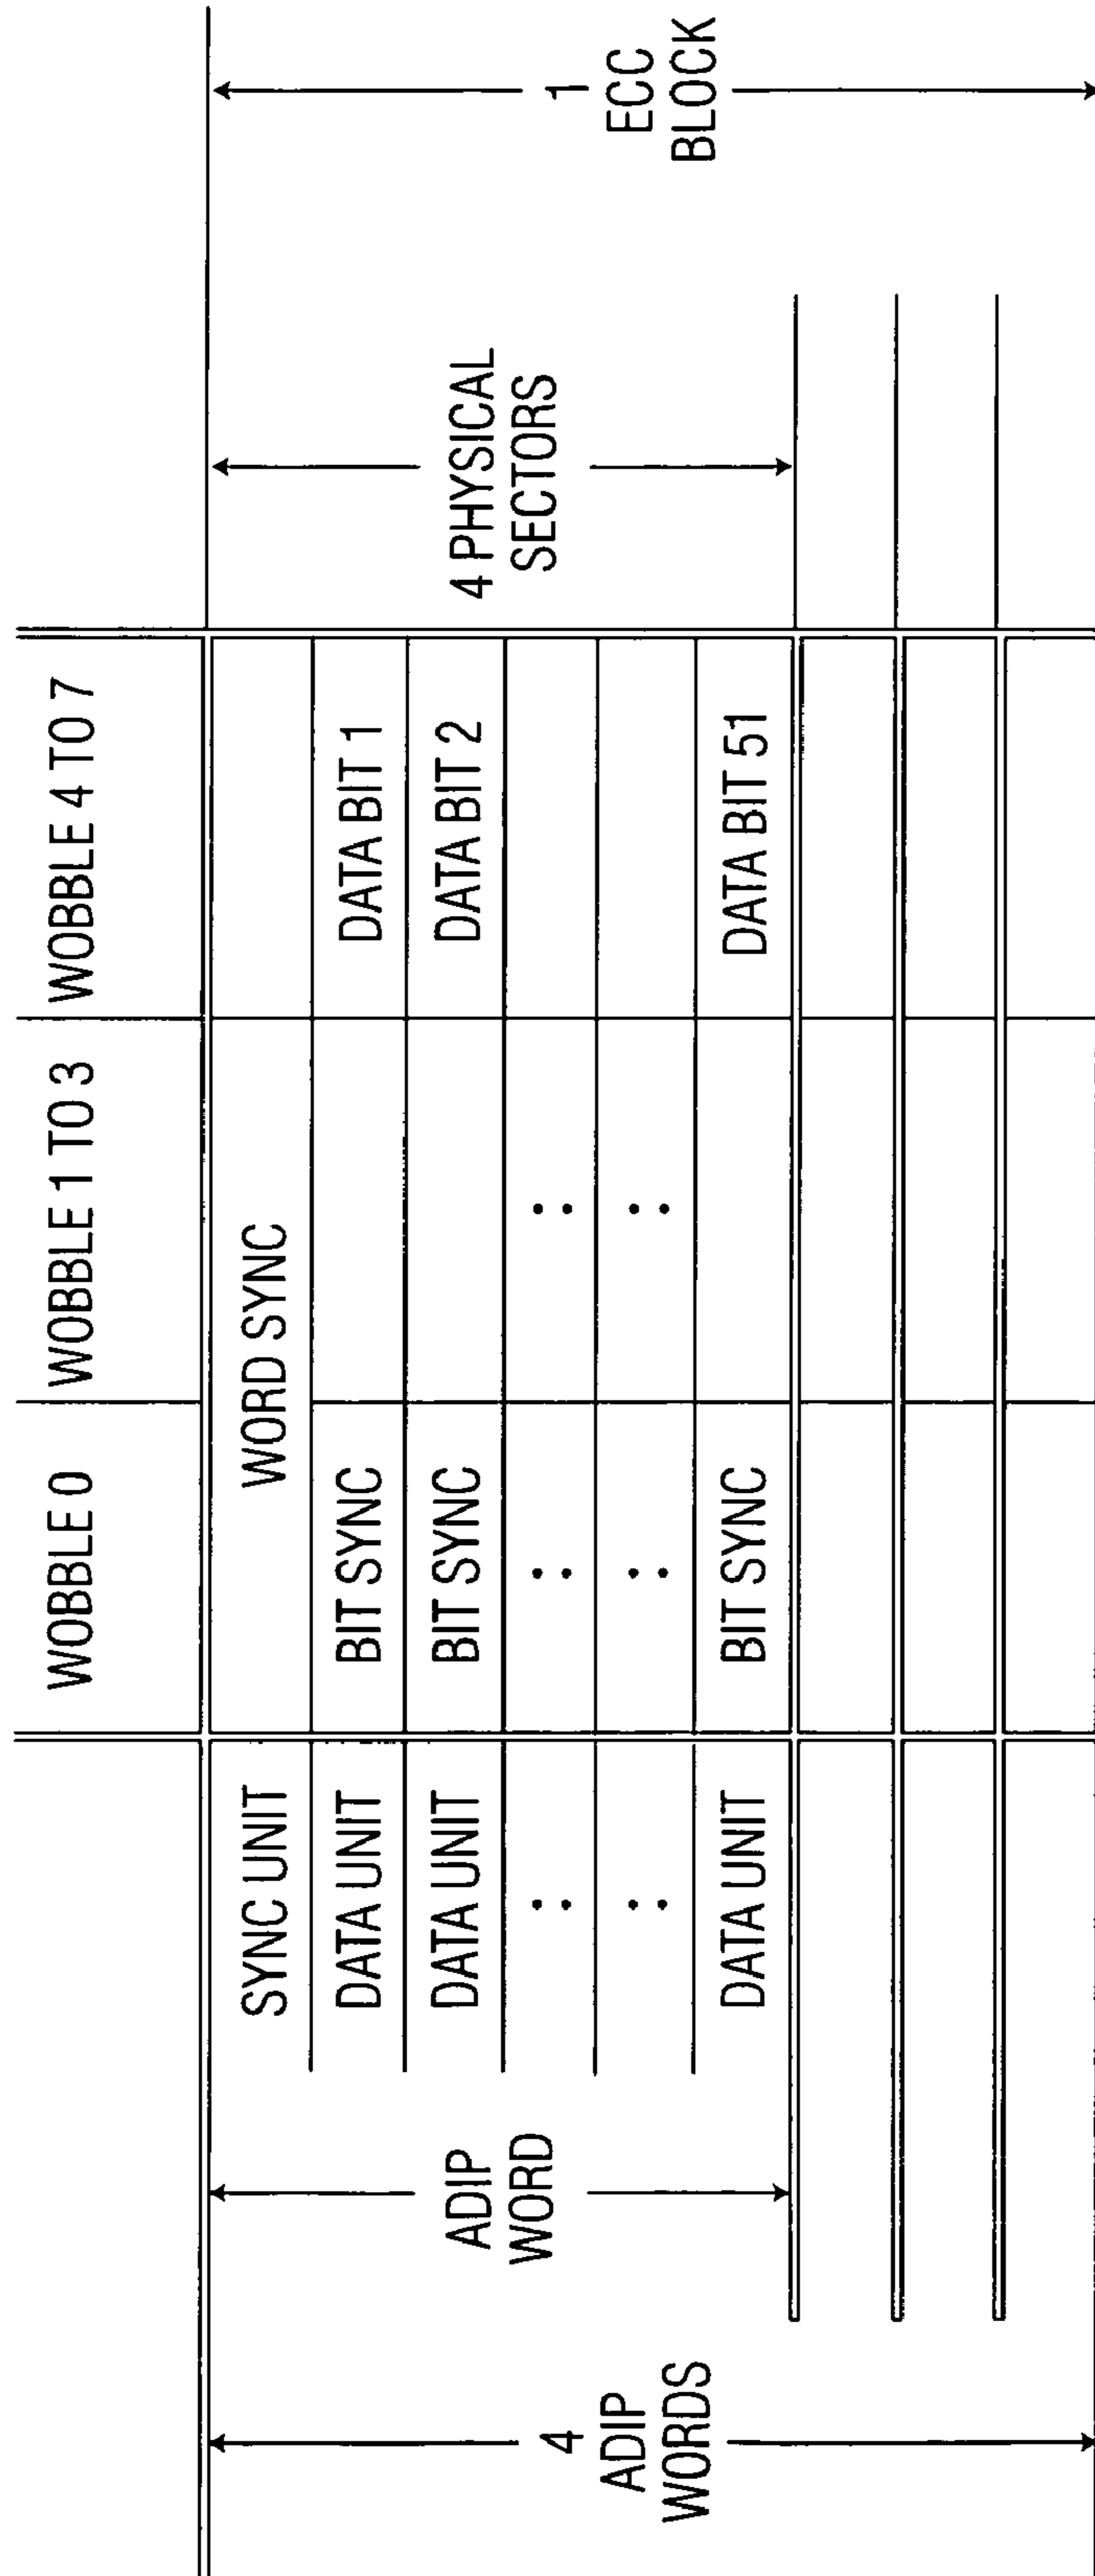 WOBBLE 0
WOBBLE 1 TO 3
WOBBLE 4 TO 7
SYNC UNIT
WORD SYNC
DATA UNIT
BIT SYNC
DATA BIT 1
DATA UNIT
BIT SYNC
DATA BIT 2
:
:
:
:
:
:
DATA UNIT
BIT SYNC
DATA BIT 51
ADIP
WORD
4 PHYSICAL
SECTORS
4
ADIP
WORDS
1
ECC
BLOCK